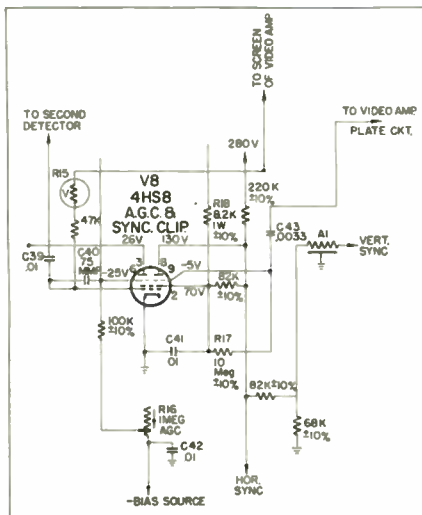 TO SCREEN
OF VIDEO AMP
TO SECOND
DETECTOR
TO VIDEO AMP
PLATE CKT.
280V
R15
V
V8
4HS8
A.G.C. &
SYNC. CLIP
R18
8.2K
1W
±10%
220K
±10%
C43
.0033
A1
VERT.
SYNC
47K
26V
130V
C39
.01
C40
75
MMF
-25V
3
8
9
-5V
70V
2
82K
±10%
100K
±10%
C41
.01
R17
10
Meg
±10%
82K±10%
68K
±10%
R16
1MEG
AGC
C42
.01
HOR.
SYNC
-BIAS SOURCE